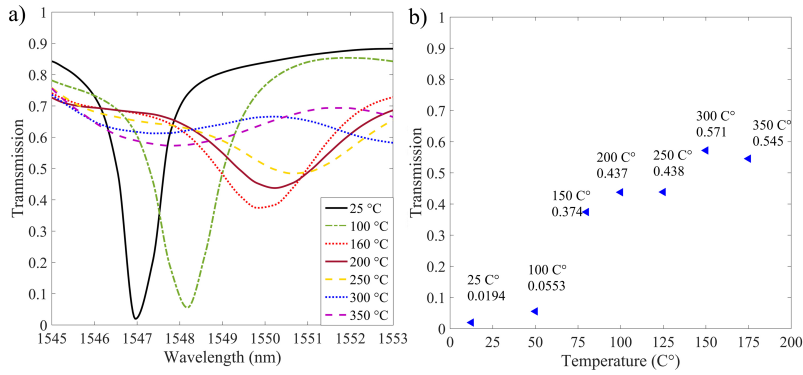 a)
Trannsmission
1
0.9
0.8
0.7
0.6
0.5
0.4
0.3
0.2
0.1
0
1545
1546
1547
1548
1549
1550
1551
1552
1553
Wavelength (nm)
25 °C
100 °C
160 °C
200 °C
250 °C
300 °C
350 °C
b)
Transmission
1
0.9
0.8
0.7
0.6
0.5
0.4
0.3
0.2
0.1
0
0
25
50
75
100
125
150
175
200
Temperature (C°)
25 C°
0.0194
100 C°
0.0553
150 C°
0.374
200 C°
0.437
250 C°
0.438
300 C°
0.571
350 C°
0.545